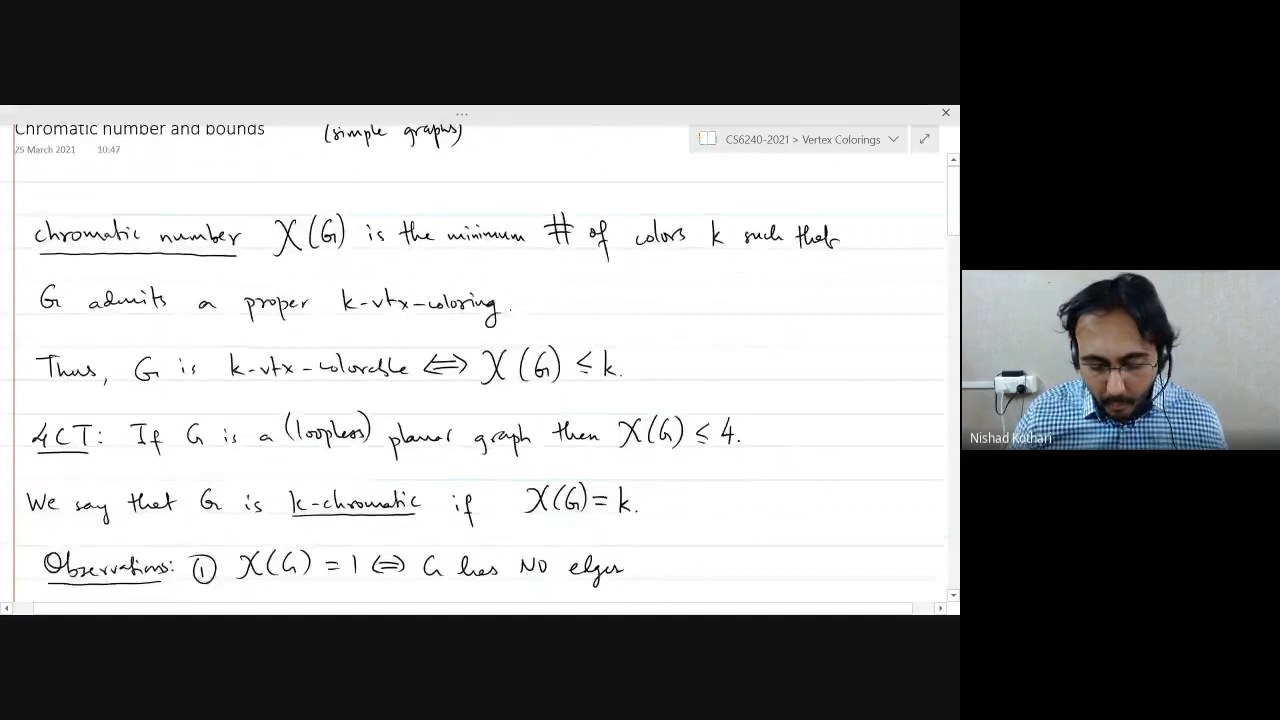 Chromatic number and bounds (simple graphs)
25 March 2021 10:47
CS6240-2021 > Vertex Colorings
chromatic number χ(G) is the minimum # of colors k such that
G admits a proper k-vtx-coloring.
Thus, G is k-vtx-colorable ⟺ χ(G) ≤ k.
4CT: If G is a (loopless) planar graph then χ(G) ≤ 4.
We say that G is k-chromatic if χ(G) = k.
Observations: ① χ(G) = 1 ⟺ G has NO edges
Nishad Kothari